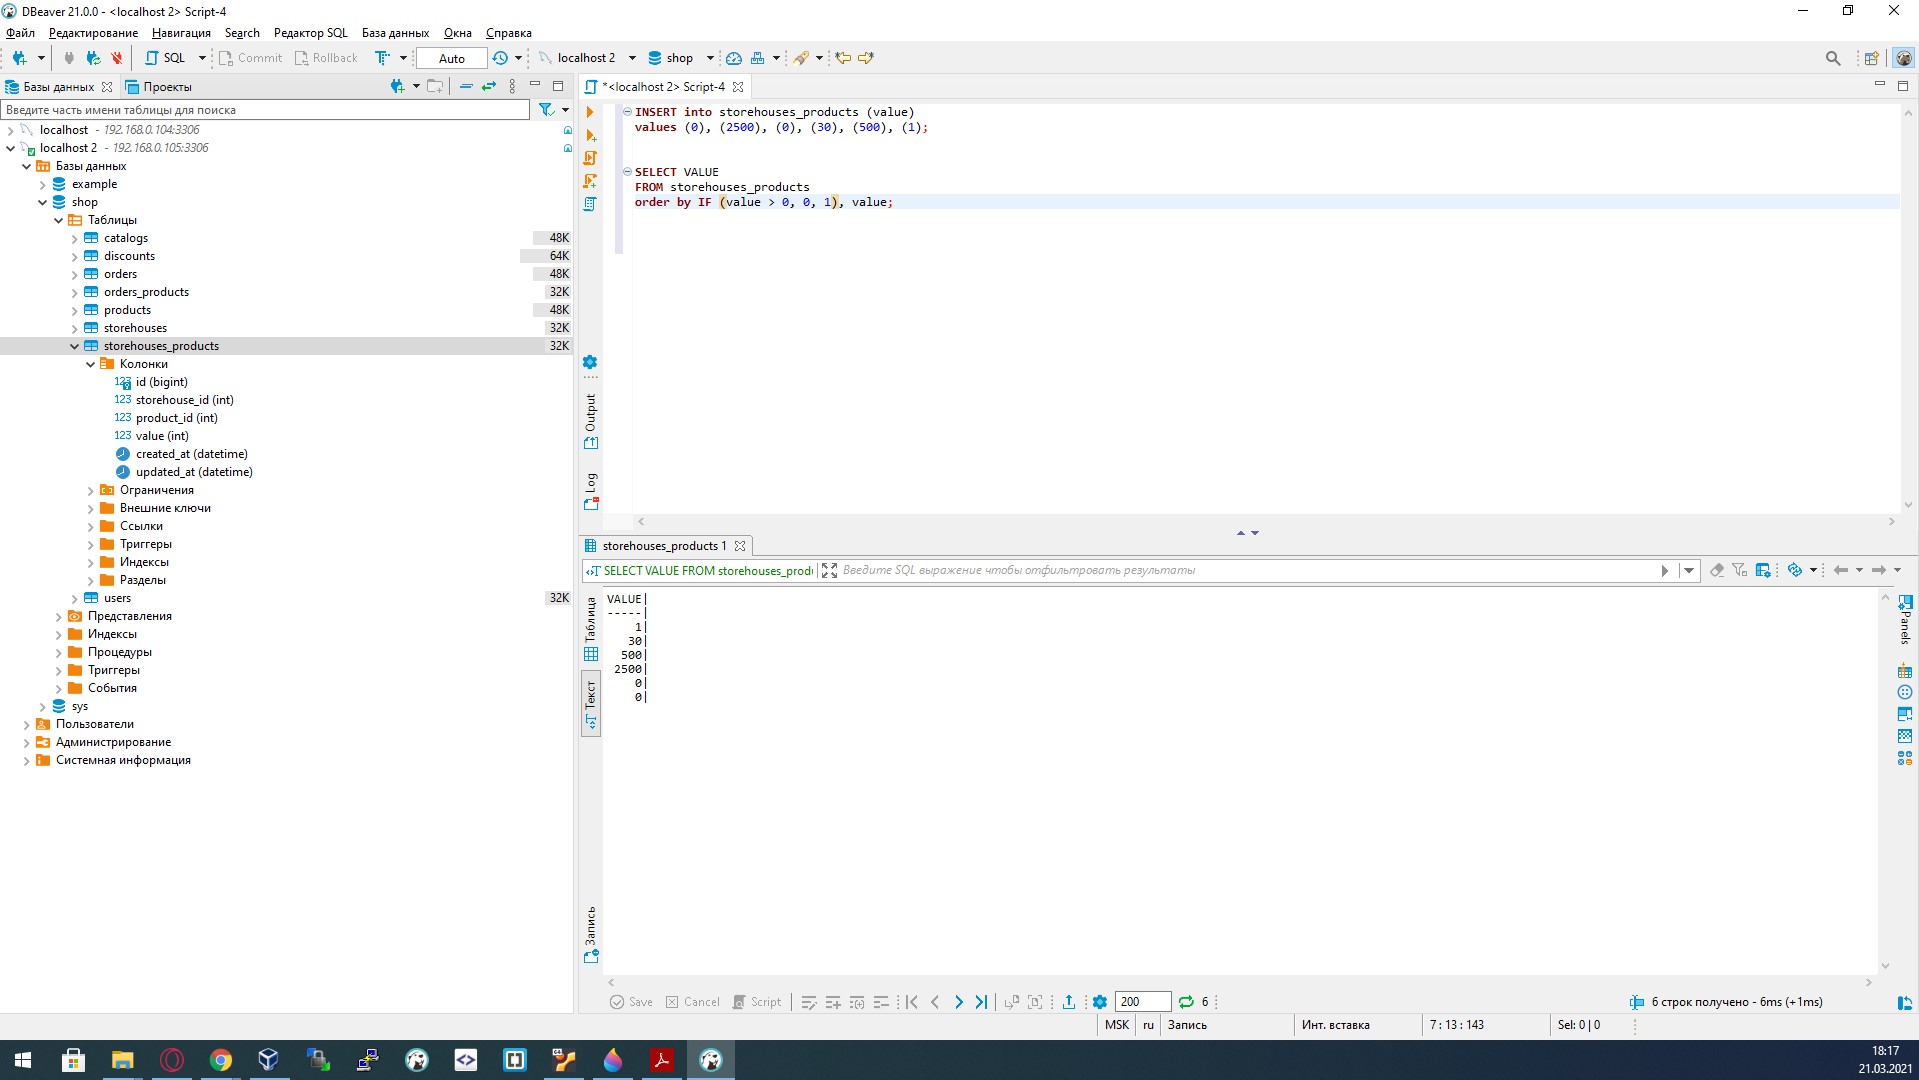 DBeaver 21.0.0 - <localhost 2> Script-4
Файл Редактирование Навигация Search Редактор SQL База данных Окна Справка
SQL Commit Rollback Auto localhost 2 shop
Базы данных Проекты
Введите часть имени таблицы для поиска
localhost - 192.168.0.104:3306
localhost 2 - 192.168.0.105:3306
Базы данных
example
shop
Таблицы
catalogs 48K
discounts 64K
orders 48K
orders_products 32K
products 48K
storehouses 32K
storehouses_products 32K
Колонки
123 id (bigint)
123 storehouse_id (int)
123 product_id (int)
123 value (int)
created_at (datetime)
updated_at (datetime)
Ограничения
Внешние ключи
Ссылки
Триггеры
Индексы
Разделы
users 32K
Представления
Индексы
Процедуры
Триггеры
События
sys
Пользователи
Администрирование
Системная информация
*<localhost 2> Script-4
INSERT into storehouses_products (value)
values (0), (2500), (0), (30), (500), (1);
SELECT VALUE
FROM storehouses_products
order by IF (value > 0, 0, 1), value;
Output
Log
storehouses_products 1
SELECT VALUE FROM storehouses_prod
Введите SQL выражение чтобы отфильтровать результаты
Таблица
Текст
Запись
Panels
VALUE|
-----|
1|
30|
500|
2500|
0|
0|
Save Cancel Script 200 6
6 строк получено - 6ms (+1ms)
MSK ru Запись Инт. вставка 7 : 13 : 143 Sel: 0 | 0
18:17
21.03.2021